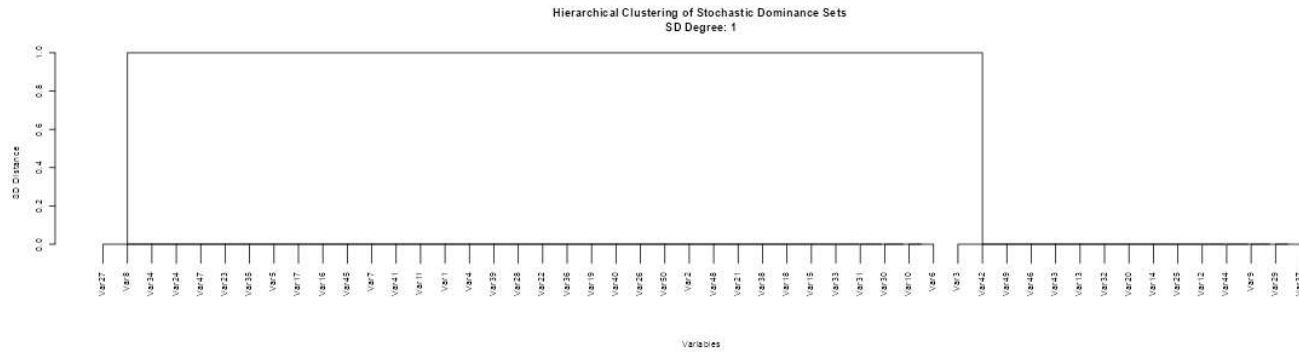 Hierarchical Clustering of Stochastic Dominance Sets
SD Degree: 1
1.0
0.8
0.6
0.4
0.2
0.0
SD Distance
Var27
Var8
Var34
Var24
Var47
Var23
Var35
Var5
Var17
Var16
Var45
Var7
Var41
Var11
Var1
Var4
Var39
Var28
Var22
Var36
Var19
Var40
Var26
Var50
Var2
Var48
Var21
Var38
Var18
Var15
Var33
Var31
Var30
Var10
Var6
Var3
Var42
Var49
Var46
Var43
Var13
Var32
Var20
Var14
Var25
Var12
Var44
Var9
Var29
Var37
Variables